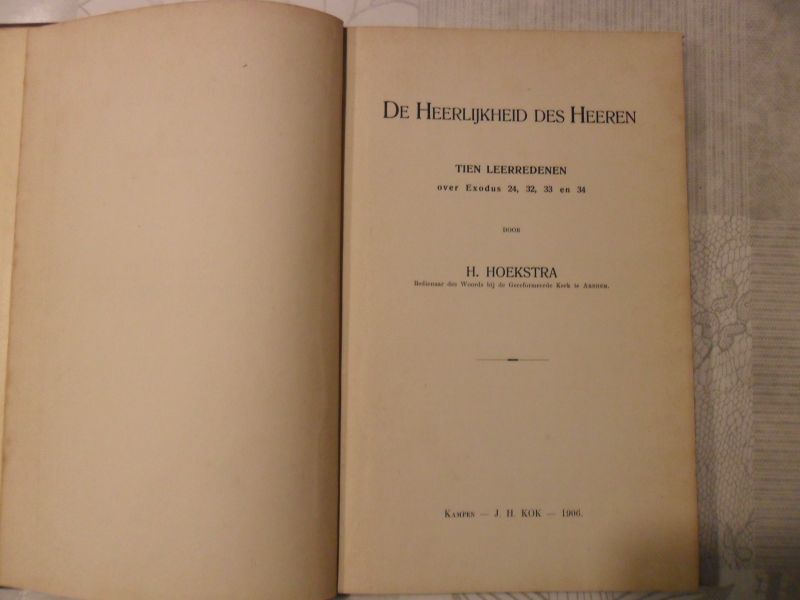 De Heerlijkheid des Heeren
TIEN LEERREDENEN
over Exodus 24, 32, 33 en 34
DOOR
H. HOEKSTRA
Bedienaar des Woords bij de Gereformeerde Kerk te Arnhem.
Kampen — J. H. KOK — 1906.